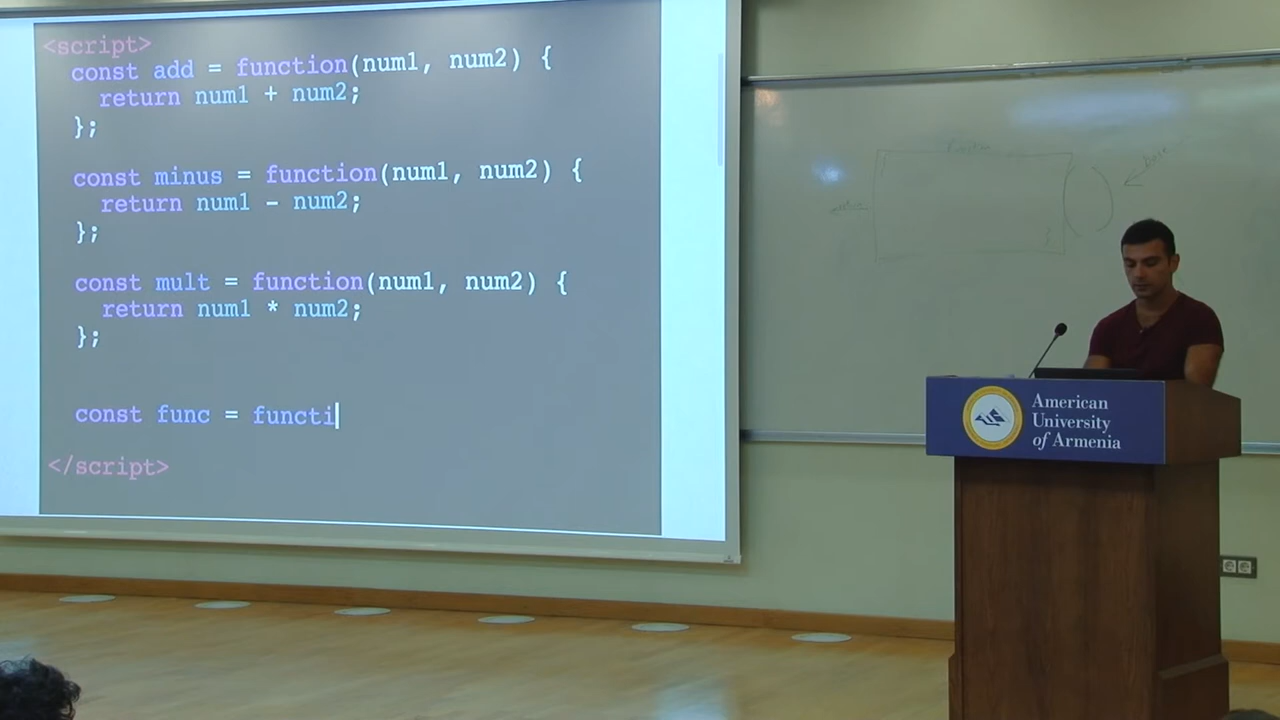 <script>
const add = function(num1, num2) {
return num1 + num2;
};
const minus = function(num1, num2) {
return num1 - num2;
};
const mult = function(num1, num2) {
return num1 * num2;
};
const func = functi
</script>
American
University
of Armenia